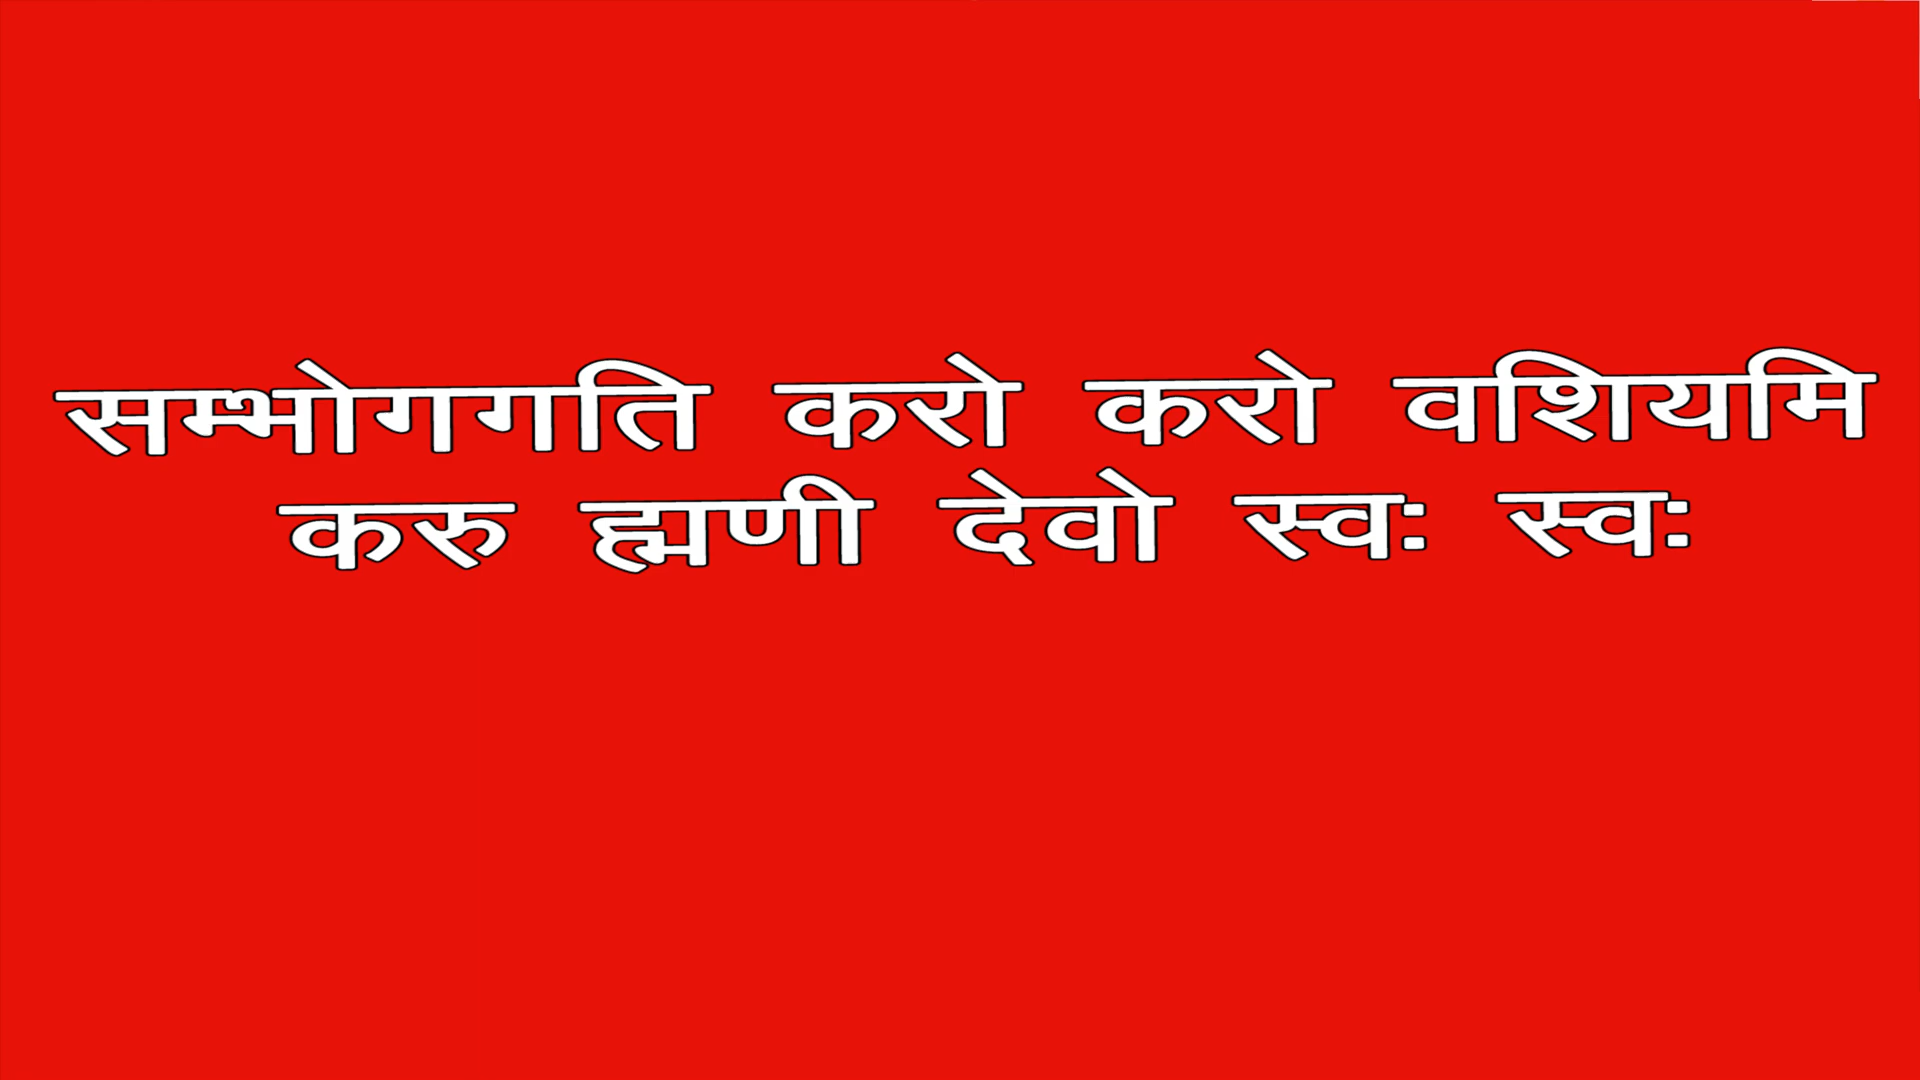 सम्भोगगति करो करो वशियमि
करु ह्मणी देवो स्वः स्वः